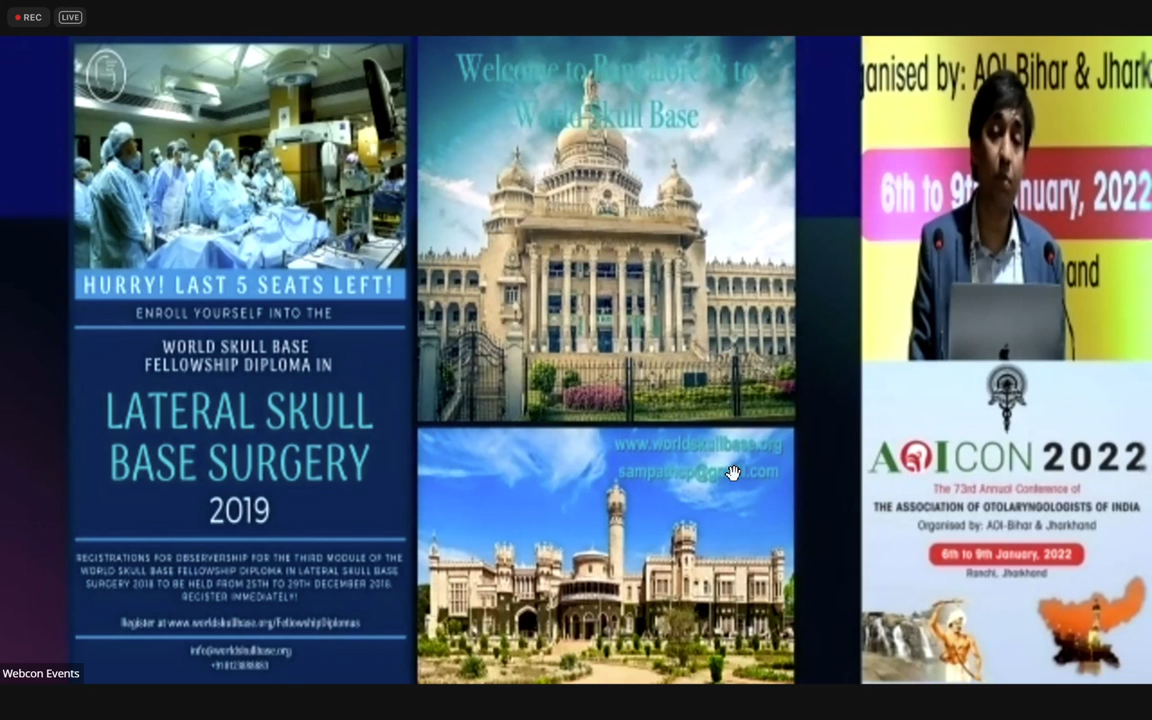 REC
LIVE
HURRY! LAST 5 SEATS LEFT!
ENROLL YOURSELF INTO THE
WORLD SKULL BASE
FELLOWSHIP DIPLOMA IN
LATERAL SKULL
BASE SURGERY
2019
REGISTRATIONS FOR OBSERVERSHIP FOR THE THIRD MODULE OF THE
WORLD SKULL BASE FELLOWSHIP DIPLOMA IN LATERAL SKULL BASE
SURGERY 2018 TO BE HELD FROM 25TH TO 29TH DECEMBER 2018.
REGISTER IMMEDIATELY!
Register at www.worldskullbase.org/FellowshipDiplomas
info@worldskullbase.org
Welcome to Bangalore & to
World Skull Base
www.worldskullbase.org
ganised by: AOI-Bihar & Jhark
6th to 9th January, 2022
and
AOICON 2022
The 73rd Annual Conference of
THE ASSOCIATION OF OTOLARYNGOLOGISTS OF INDIA
Organised by: AOI-Bihar & Jharkhand
6th to 9th January, 2022
Ranchi, Jharkhand
Webcon Events